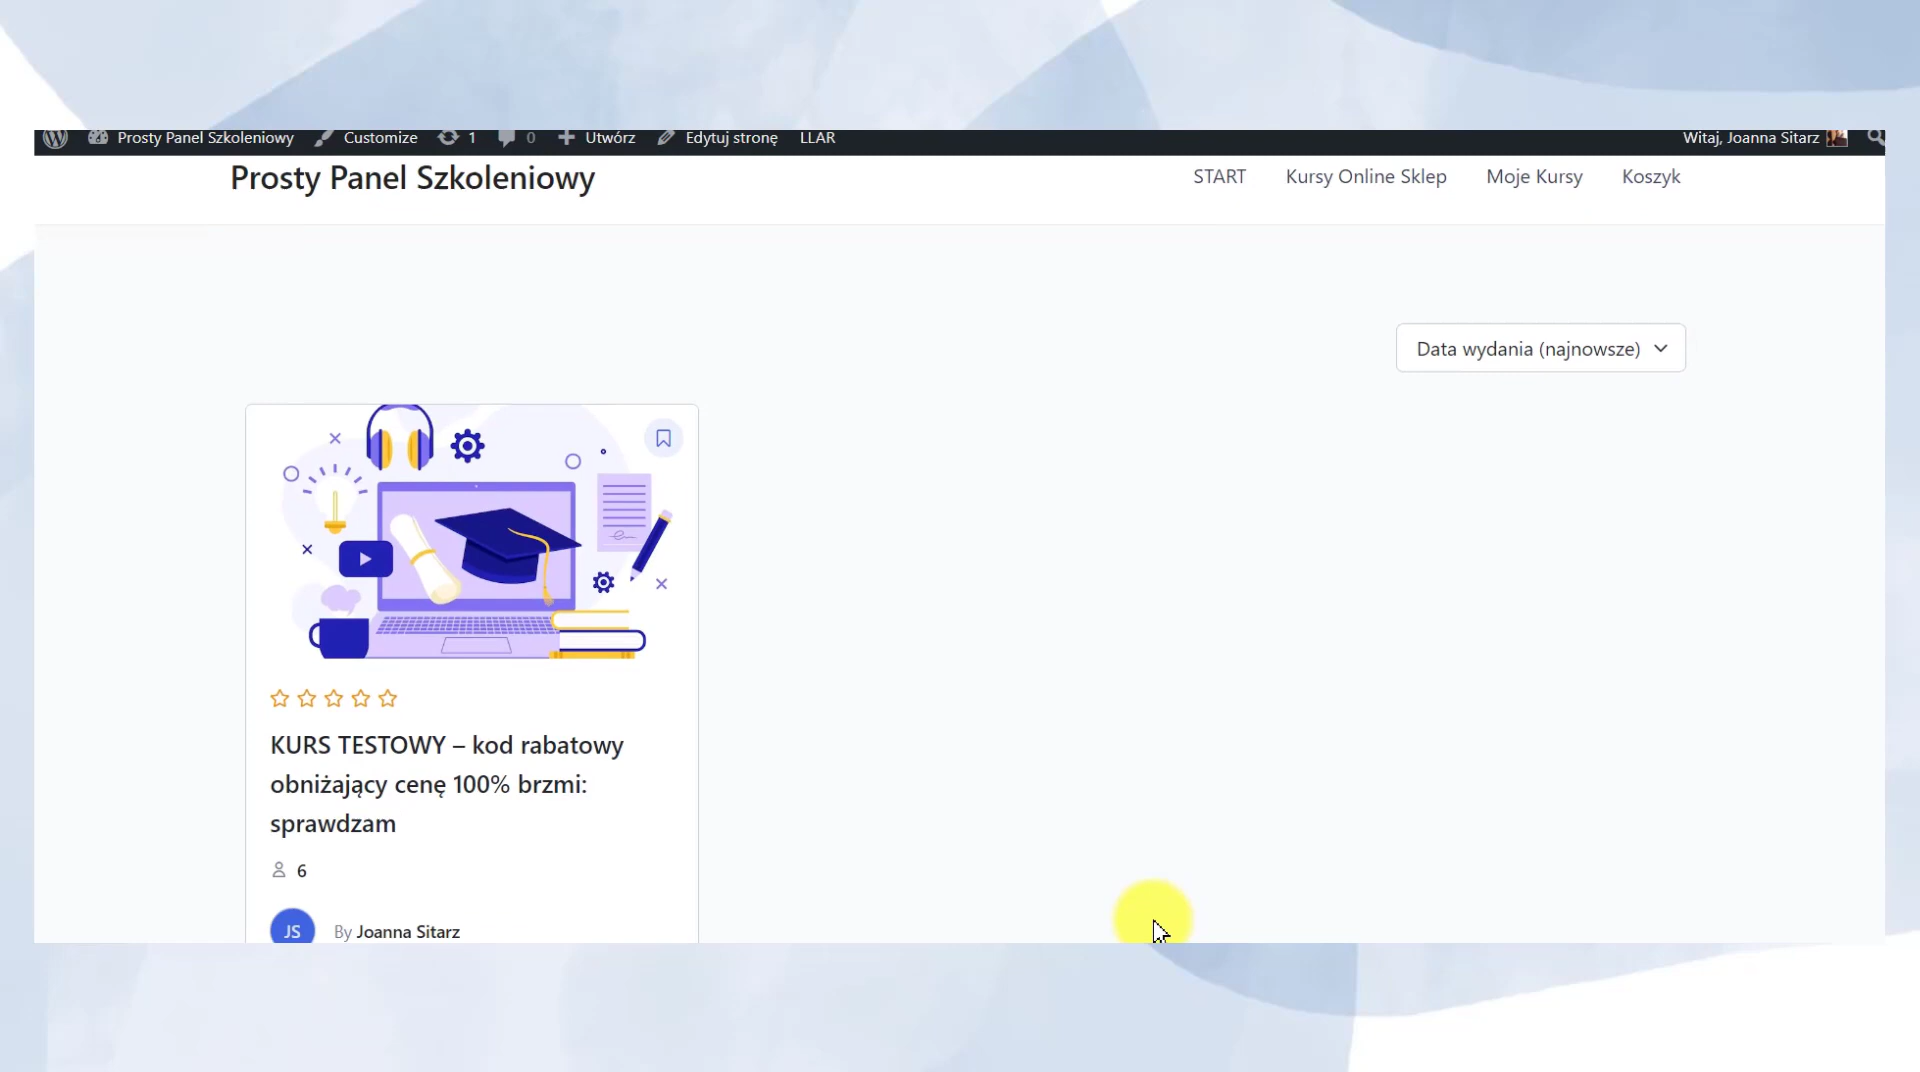 Prosty Panel Szkoleniowy Customize 1 0 Utwórz Edytuj stronę LLAR Witaj, Joanna Sitarz
Prosty Panel Szkoleniowy START Kursy Online Sklep Moje Kursy Koszyk
Data wydania (najnowsze)
KURS TESTOWY – kod rabatowy
obniżający cenę 100% brzmi:
sprawdzam
6
JS By Joanna Sitarz